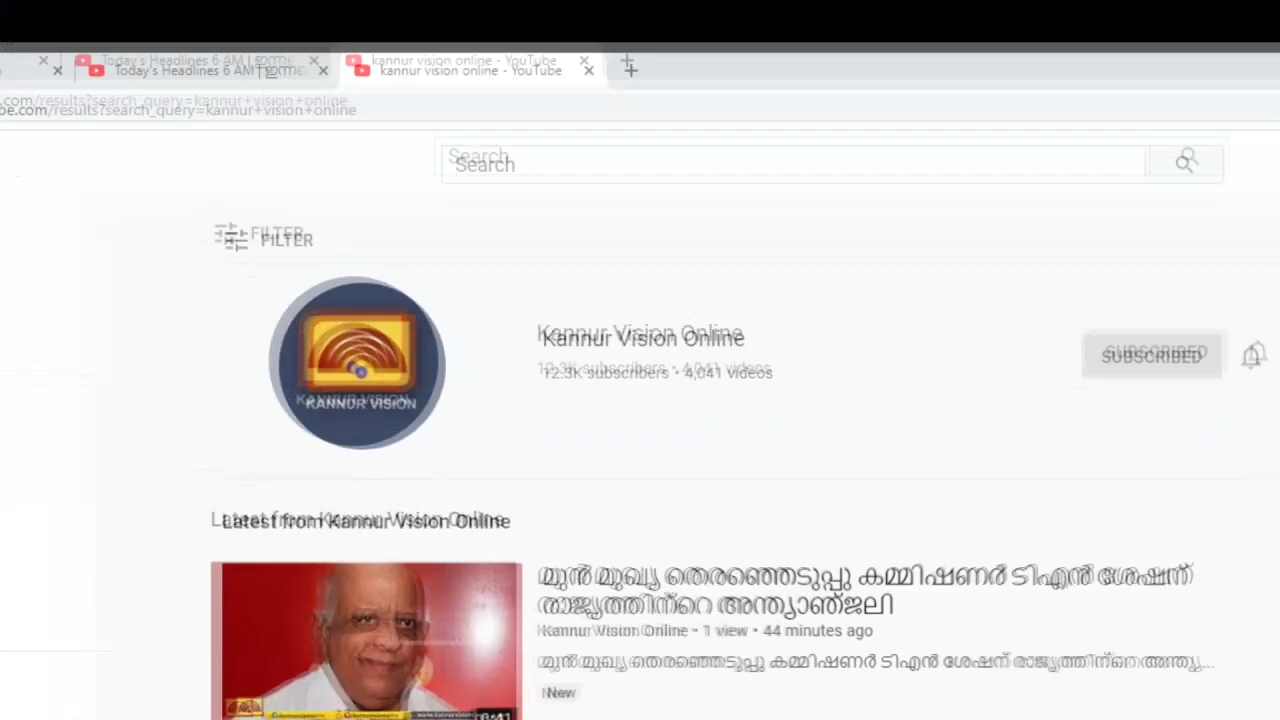 Today's Headlines 6 AM
kannur vision online - YouTube
be.com/results?search_query=kannur+vision+online
Search
FILTER
KANNUR VISION
Kannur Vision Online
12.3K subscribers • 4,041 videos
SUBSCRIBED
Latest from Kannur Vision Online
മുൻ മുഖ്യ തെരഞ്ഞെടുപ്പു കമ്മിഷണർ ടിഎൻ ശേഷന്
രാജ്യത്തിന്റെ അന്ത്യാഞ്ജലി
Kannur Vision Online • 1 view • 44 minutes ago
മുൻ മുഖ്യ തെരഞ്ഞെടുപ്പു കമ്മിഷണർ ടിഎൻ ശേഷന് രാജ്യത്തിന്റെ അന്ത്യ...
New